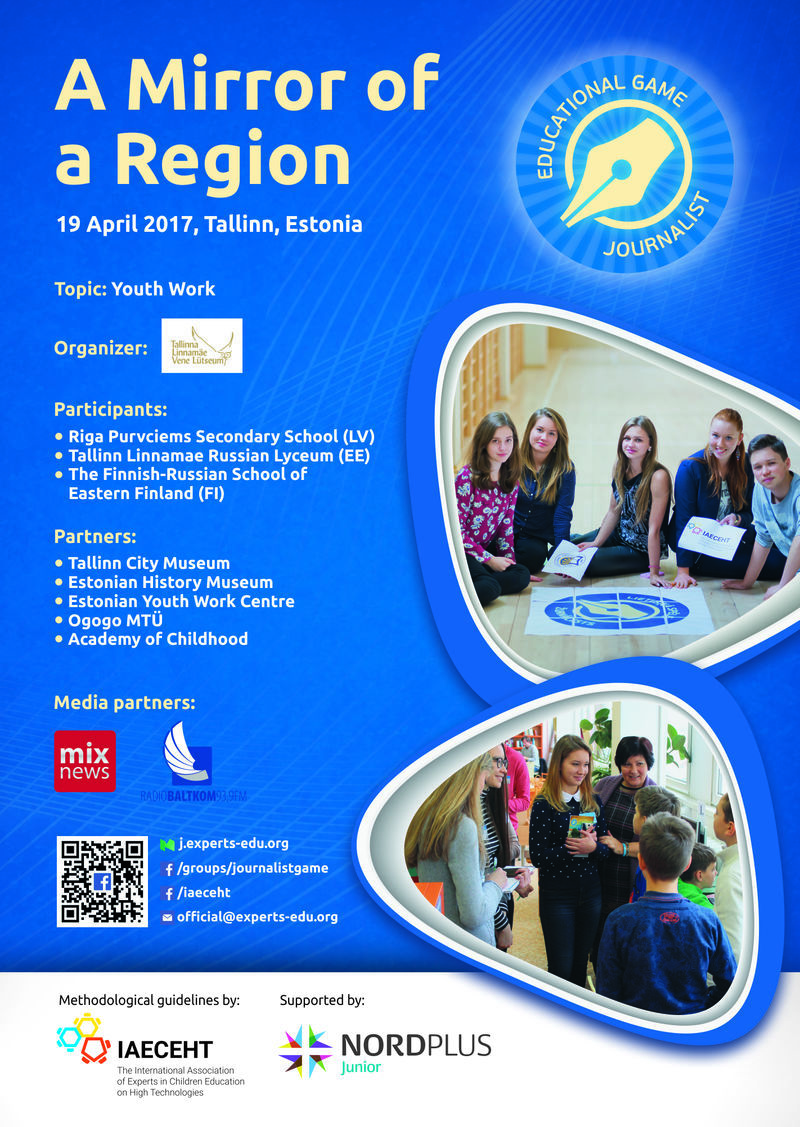 A Mirror of
a Region
19 April 2017, Tallinn, Estonia
EDUCATIONAL GAME
JOURNALIST
Topic: Youth Work
Organizer:
Tallinna
Linnamäe
Vene Lütseum
Participants:
• Riga Purvciems Secondary School (LV)
• Tallinn Linnamae Russian Lyceum (EE)
• The Finnish-Russian School of
Eastern Finland (FI)
Partners:
• Tallinn City Museum
• Estonian History Museum
• Estonian Youth Work Centre
• Ogogo MTÜ
• Academy of Childhood
IAECEHT
Media partners:
mix
news
RADIOBALTKOM93,9FM
j.experts-edu.org
/groups/journalistgame
/iaeceht
official@experts-edu.org
Methodological guidelines by:
IAECEHT
The International Association
of Experts in Children Education
on High Technologies
Supported by:
NORDPLUS
Junior